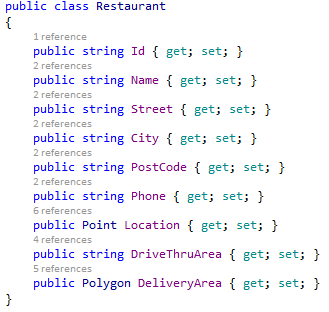 public class Restaurant
{
1 reference
public string Id { get; set; }
2 references
public string Name { get; set; }
2 references
public string Street { get; set; }
2 references
public string City { get; set; }
2 references
public string PostCode { get; set; }
2 references
public string Phone { get; set; }
6 references
public Point Location { get; set; }
4 references
public string DriveThruArea { get; set; }
5 references
public Polygon DeliveryArea { get; set; }
}